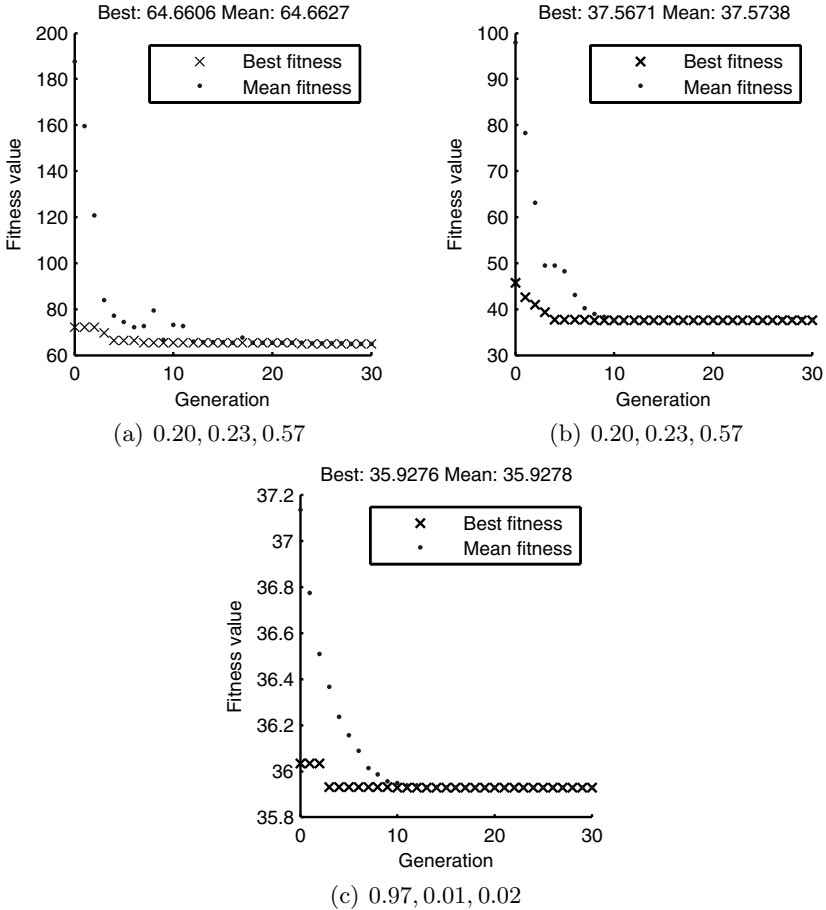 Best: 64.6606 Mean: 64.6627
200
180
160
140
120
100
80
60
0
10
20
30
Fitness value
Generation
Best fitness
Mean fitness
(a) 0.20, 0.23, 0.57
Best: 37.5671 Mean: 37.5738
100
90
80
70
60
50
40
30
0
10
20
30
Fitness value
Generation
Best fitness
Mean fitness
(b) 0.20, 0.23, 0.57
Best: 35.9276 Mean: 35.9278
37.2
37
36.8
36.6
36.4
36.2
36
35.8
0
10
20
30
Fitness value
Generation
Best fitness
Mean fitness
(c) 0.97, 0.01, 0.02